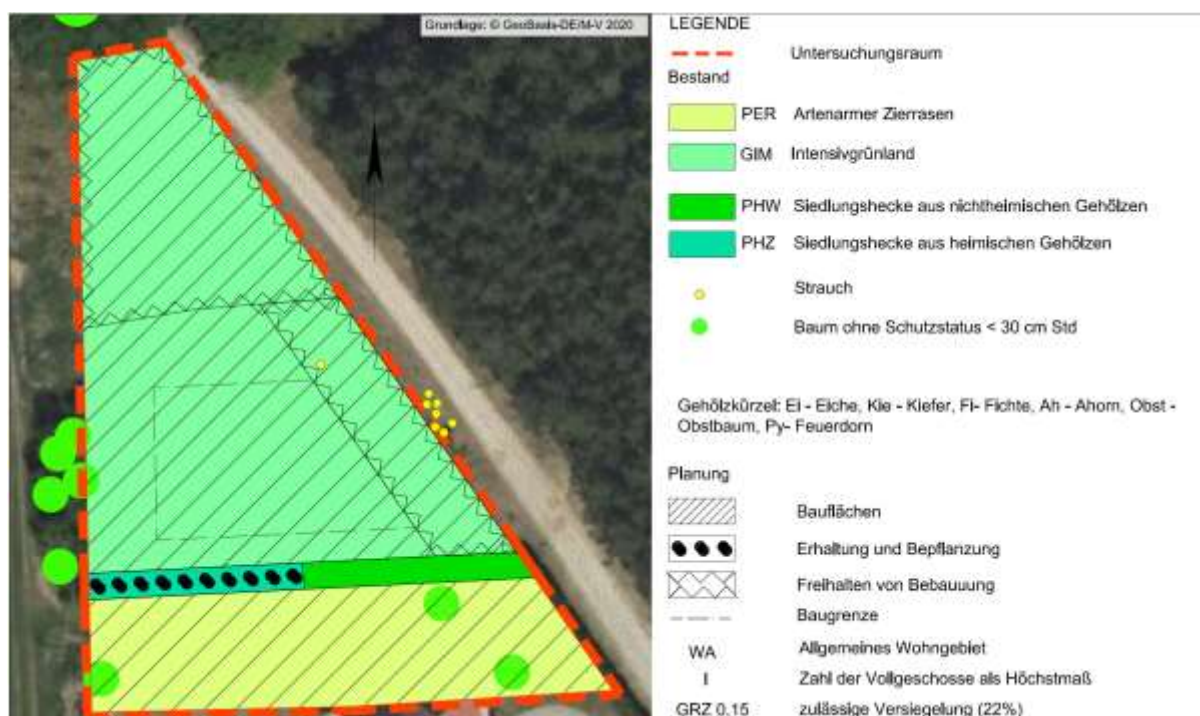 Grundlage: © GeoBasis-DE/M-V 2020
LEGENDE
Untersuchungsraum
Bestand
PER Artenarmer Zierrasen
GIM Intensivgrünland
PHW Siedlungshecke aus nichtheimischen Gehölzen
PHZ Siedlungshecke aus heimischen Gehölzen
Strauch
Baum ohne Schutzstatus < 30 cm Std
Gehölzkürzel: Ei - Eiche, Kie - Kiefer, Fi- Fichte, Ah - Ahorn, Obst -
Obstbaum, Py- Feuerdorn
Planung
Bauflächen
Erhaltung und Bepflanzung
Freihalten von Bebauuung
Baugrenze
WA Allgemeines Wohngebiet
I Zahl der Vollgeschosse als Höchstmaß
GRZ 0.15 zulässige Versiegelung (22%)